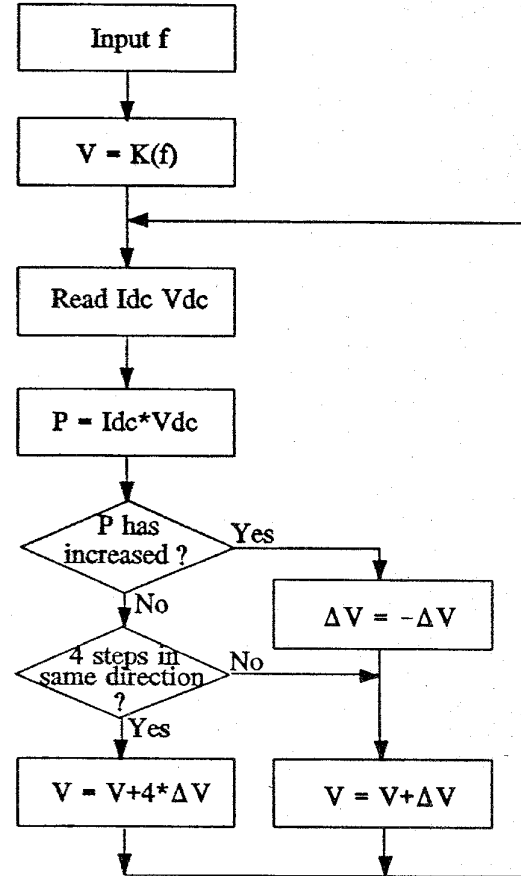 Input f
V = K(f)
Read Idc Vdc
P = Idc*Vdc
P has
increased ?
Yes
ΔV = -ΔV
No
4 steps in
same direction
?
No
Yes
V = V+4*ΔV
V = V+ΔV